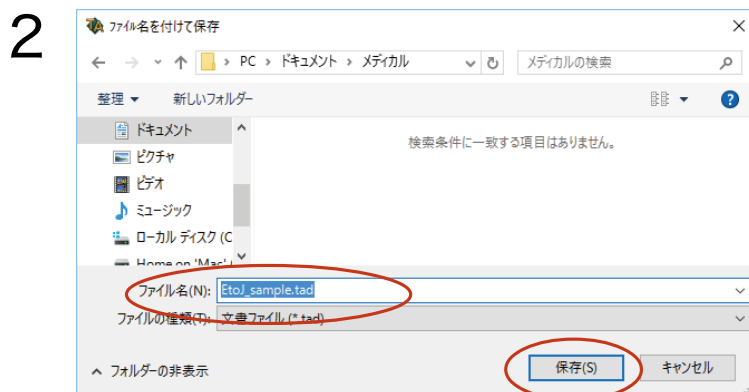 2
ファイル名を付けて保存
PC › ドキュメント › メディカル
メディカルの検索
整理 新しいフォルダー
ドキュメント
ピクチャ
ビデオ
ミュージック
ローカル ディスク (C
Home on 'Mac' (
検索条件に一致する項目はありません。
ファイル名(N): EtoJ_sample.tad
ファイルの種類(T): 文書ファイル (*.tad)
フォルダーの非表示
保存(S)
キャンセル